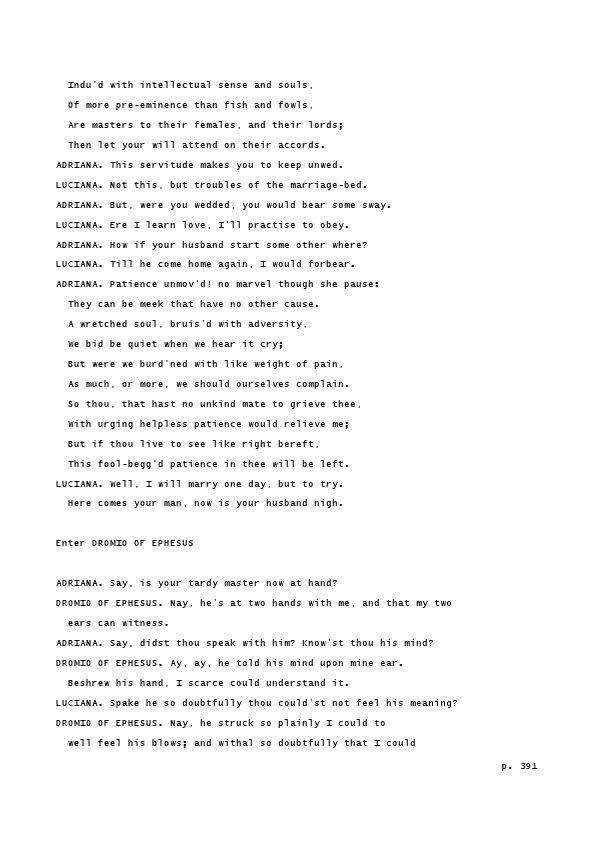 Indu'd with intellectual sense and souls,
Of more pre-eminence than fish and fowls,
Are masters to their females, and their lords;
Then let your will attend on their accords.
ADRIANA. This servitude makes you to keep unwed.
LUCIANA. Not this, but troubles of the marriage-bed.
ADRIANA. But, were you wedded, you would bear some sway.
LUCIANA. Ere I learn love, I'll practise to obey.
ADRIANA. How if your husband start some other where?
LUCIANA. Till he come home again, I would forbear.
ADRIANA. Patience unmov'd! no marvel though she pause:
They can be meek that have no other cause.
A wretched soul, bruis'd with adversity,
We bid be quiet when we hear it cry;
But were we burd'ned with like weight of pain,
As much, or more, we should ourselves complain.
So thou, that hast no unkind mate to grieve thee,
With urging helpless patience would relieve me;
But if thou live to see like right bereft,
This fool-begg'd patience in thee will be left.
LUCIANA. Well, I will marry one day, but to try.
Here comes your man, now is your husband nigh.
Enter DROMIO OF EPHESUS
ADRIANA. Say, is your tardy master now at hand?
DROMIO OF EPHESUS. Nay, he's at two hands with me, and that my two
ears can witness.
ADRIANA. Say, didst thou speak with him? Know'st thou his mind?
DROMIO OF EPHESUS. Ay, ay, he told his mind upon mine ear.
Beshrew his hand, I scarce could understand it.
LUCIANA. Spake he so doubtfully thou could'st not feel his meaning?
DROMIO OF EPHESUS. Nay, he struck so plainly I could to
well feel his blows; and withal so doubtfully that I could
p. 391